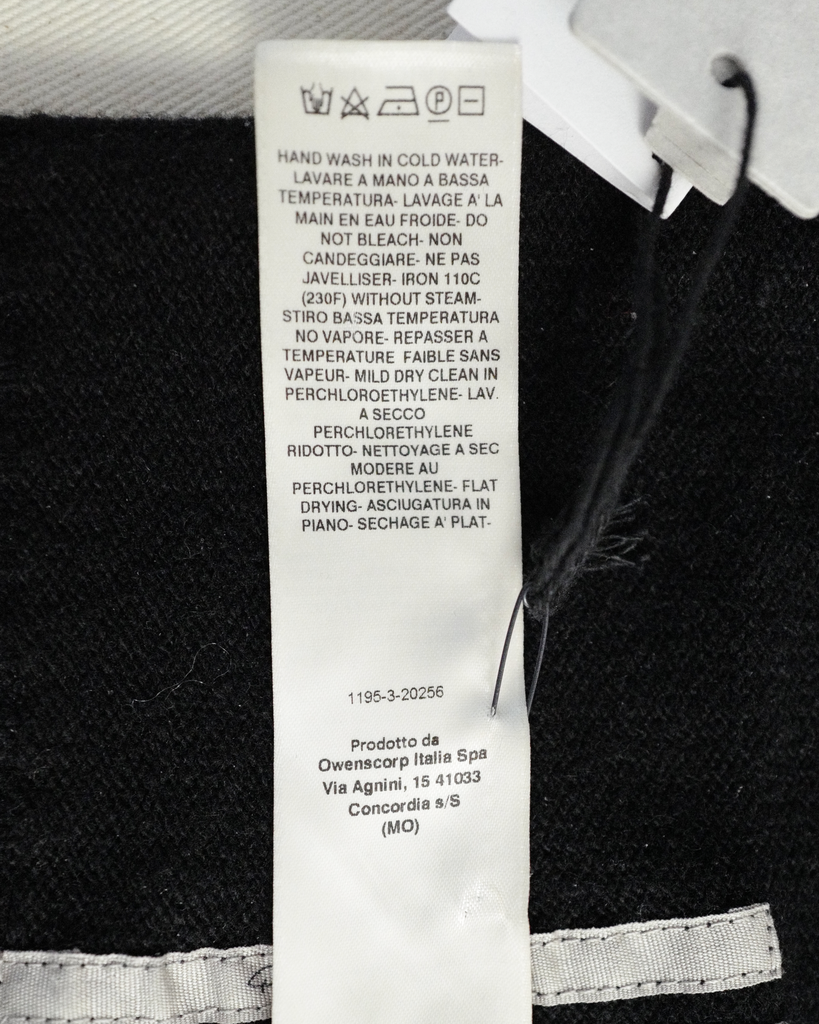 P
HAND WASH IN COLD WATER-
LAVARE A MANO A BASSA
TEMPERATURA- LAVAGE A' LA
MAIN EN EAU FROIDE- DO
NOT BLEACH- NON
CANDEGGIARE- NE PAS
JAVELLISER- IRON 110C
(230F) WITHOUT STEAM-
STIRO BASSA TEMPERATURA
NO VAPORE- REPASSER A
TEMPERATURE FAIBLE SANS
VAPEUR- MILD DRY CLEAN IN
PERCHLOROETHYLENE- LAV.
A SECCO
PERCHLORETHYLENE
RIDOTTO- NETTOYAGE A SEC
MODERE AU
PERCHLORETHYLENE- FLAT
DRYING- ASCIUGATURA IN
PIANO- SECHAGE A' PLAT-
1195-3-20256
Prodotto da
Owenscorp Italia Spa
Via Agnini, 15 41033
Concordia s/S
(MO)